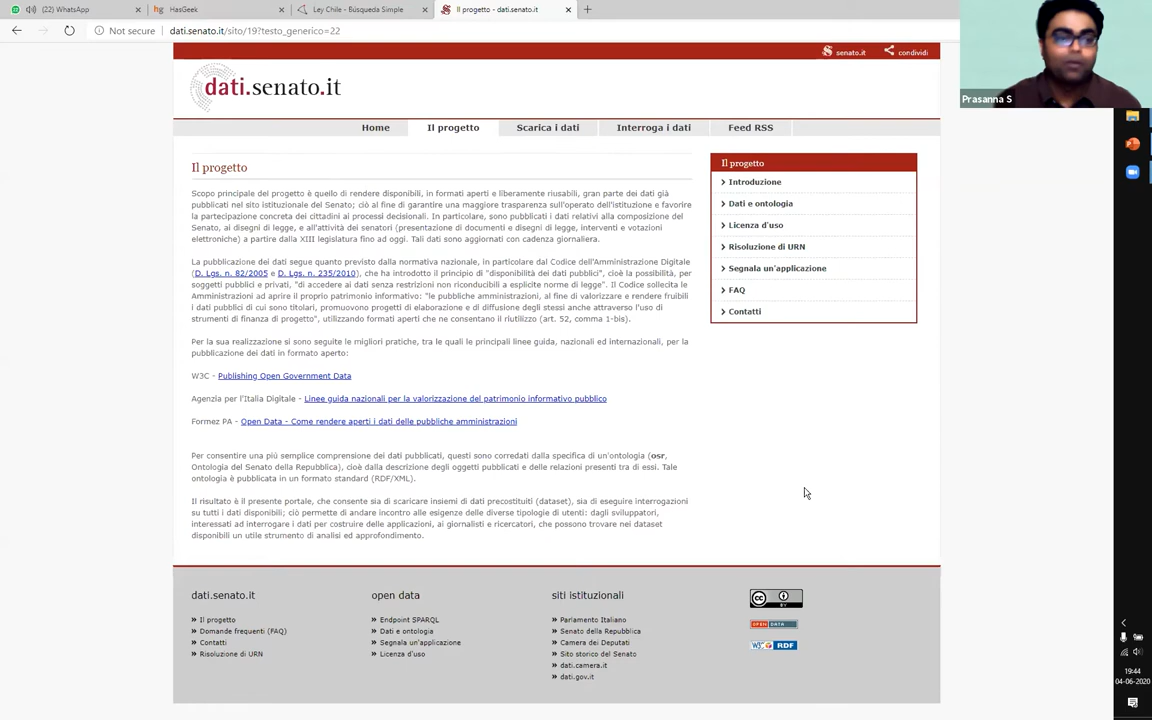 (22) WhatsApp
HasGeek
Ley Chile - Búsqueda Simple
Il progetto - dati.senato.it
Not secure
dati.senato.it/sito/19?testo_generico=22
Prasanna S
senato.it
condividi
dati.senato.it
Home
Il progetto
Scarica i dati
Interroga i dati
Feed RSS
Il progetto
Scopo principale del progetto è quello di rendere disponibili, in formati aperti e liberamente riusabili, gran parte dei dati già
pubblicati nel sito istituzionale del Senato; ciò al fine di garantire una maggiore trasparenza sull'operato dell'istituzione e favorire
la partecipazione concreta dei cittadini ai processi decisionali. In particolare, sono pubblicati i dati relativi alla composizione del
Senato, ai disegni di legge, e all'attività dei senatori (presentazione di documenti e disegni di legge, interventi e votazioni
elettroniche) a partire dalla XIII legislatura fino ad oggi. Tali dati sono aggiornati con cadenza giornaliera.
La pubblicazione dei dati segue quanto previsto dalla normativa nazionale, in particolare dal Codice dell'Amministrazione Digitale
(D. Lgs. n. 82/2005 e D. Lgs. n. 235/2010), che ha introdotto il principio di "disponibilità dei dati pubblici", cioè la possibilità, per
soggetti pubblici e privati, "di accedere ai dati senza restrizioni non riconducibili a esplicite norme di legge". Il Codice sollecita le
Amministrazioni ad aprire il proprio patrimonio informativo: "le pubbliche amministrazioni, al fine di valorizzare e rendere fruibili
i dati pubblici di cui sono titolari, promuovono progetti di elaborazione e di diffusione degli stessi anche attraverso l'uso di
strumenti di finanza di progetto", utilizzando formati aperti che ne consentano il riutilizzo (art. 52, comma 1-bis).
Per la sua realizzazione si sono seguite le migliori pratiche, tra le quali le principali linee guida, nazionali ed internazionali, per la
pubblicazione dei dati in formato aperto:
W3C - Publishing Open Government Data
Agenzia per l'Italia Digitale - Linee guida nazionali per la valorizzazione del patrimonio informativo pubblico
Formez PA - Open Data - Come rendere aperti i dati delle pubbliche amministrazioni
Per consentire una più semplice comprensione dei dati pubblicati, questi sono corredati dalla specifica di un'ontologia (osr,
Ontologia del Senato della Repubblica), cioè dalla descrizione degli oggetti pubblicati e delle relazioni presenti tra di essi. Tale
ontologia è pubblicata in un formato standard (RDF/XML).
Il risultato è il presente portale, che consente sia di scaricare insiemi di dati precostituiti (dataset), sia di eseguire interrogazioni
su tutti i dati disponibili; ciò permette di andare incontro alle esigenze delle diverse tipologie di utenti: dagli sviluppatori,
interessati ad interrogare i dati per costruire delle applicazioni, ai giornalisti e ricercatori, che possono trovare nei dataset
disponibili un utile strumento di analisi ed approfondimento.
Il progetto
Introduzione
Dati e ontologia
Licenza d'uso
Risoluzione di URN
Segnala un'applicazione
FAQ
Contatti
dati.senato.it
Il progetto
Domande frequenti (FAQ)
Contatti
Risoluzione di URN
open data
Endpoint SPARQL
Dati e ontologia
Segnala un'applicazione
Licenza d'uso
siti istituzionali
Parlamento Italiano
Senato della Repubblica
Camera dei Deputati
Sito storico del Senato
dati.camera.it
dati.gov.it
cc BY
OPEN DATA
W3C RDF
19:44
04-06-2020